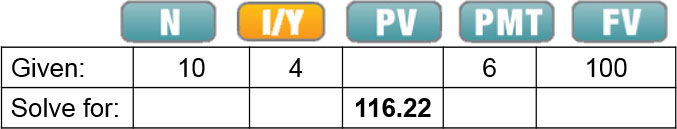 N I/Y PV PMT FV
Given: 10 4 6 100
Solve for: 116.22